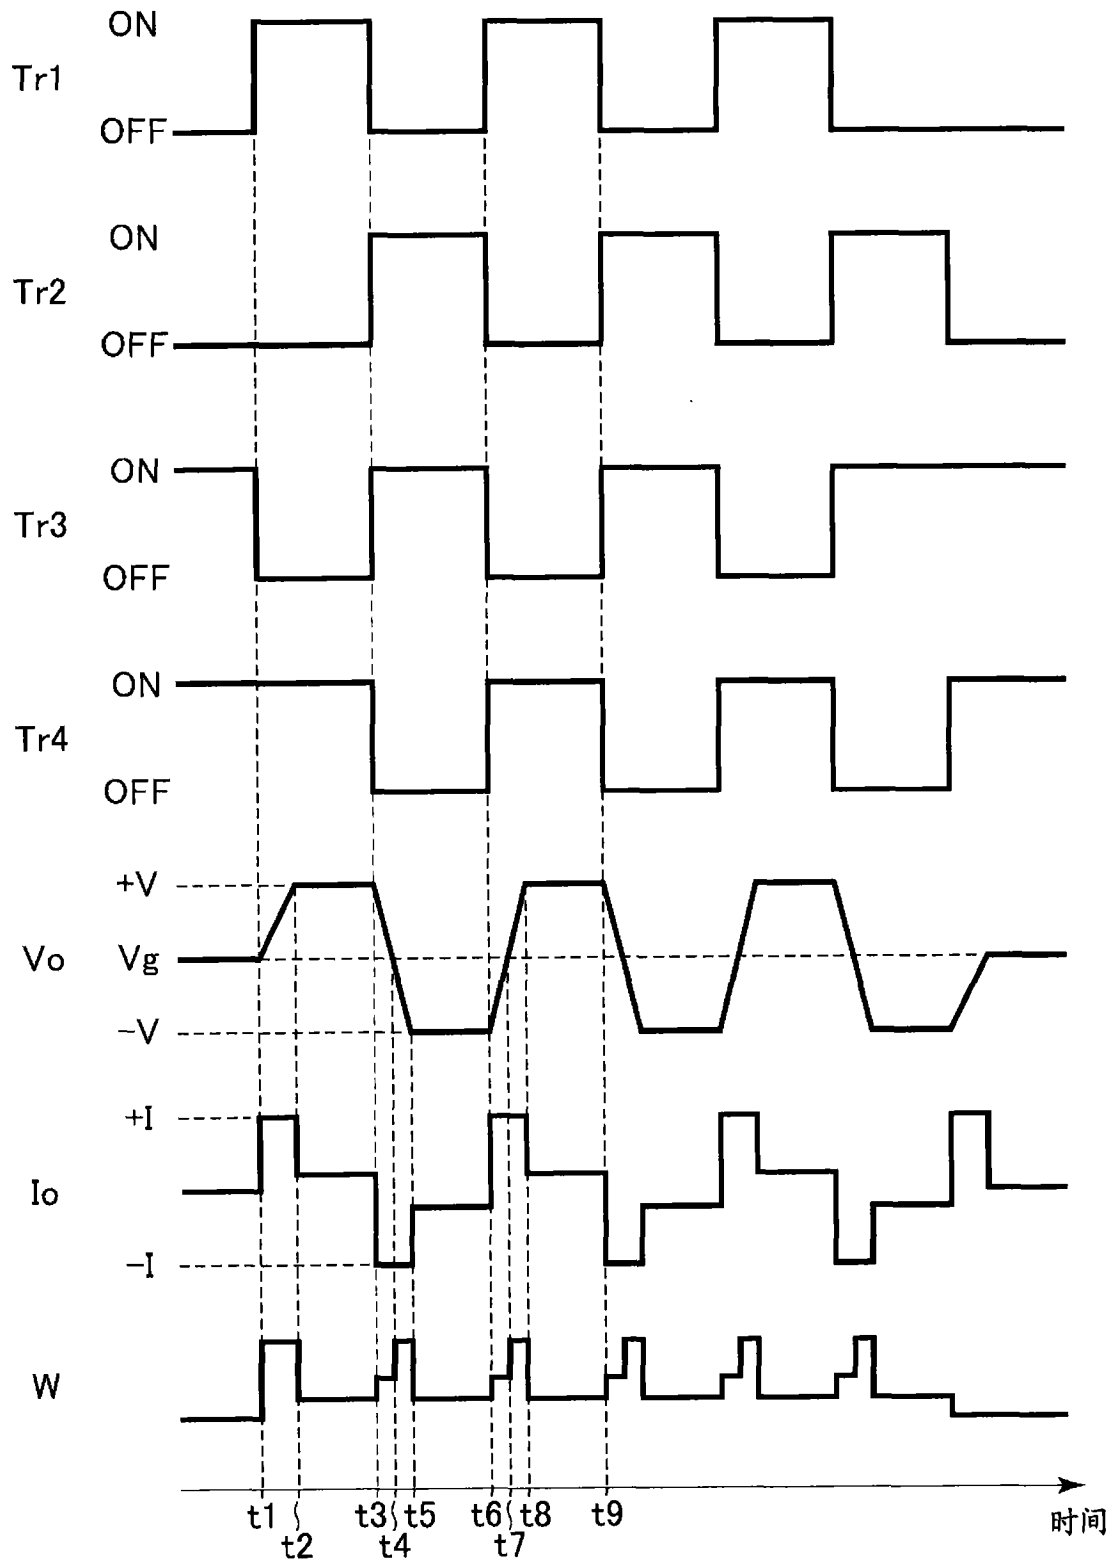 ON
Tr1
OFF
ON
Tr2
OFF
ON
Tr3
OFF
ON
Tr4
OFF
+V
Vo Vg
−V
+I
Io
−I
W
t1 t2 t3 t4 t5 t6 t7 t8 t9
时间